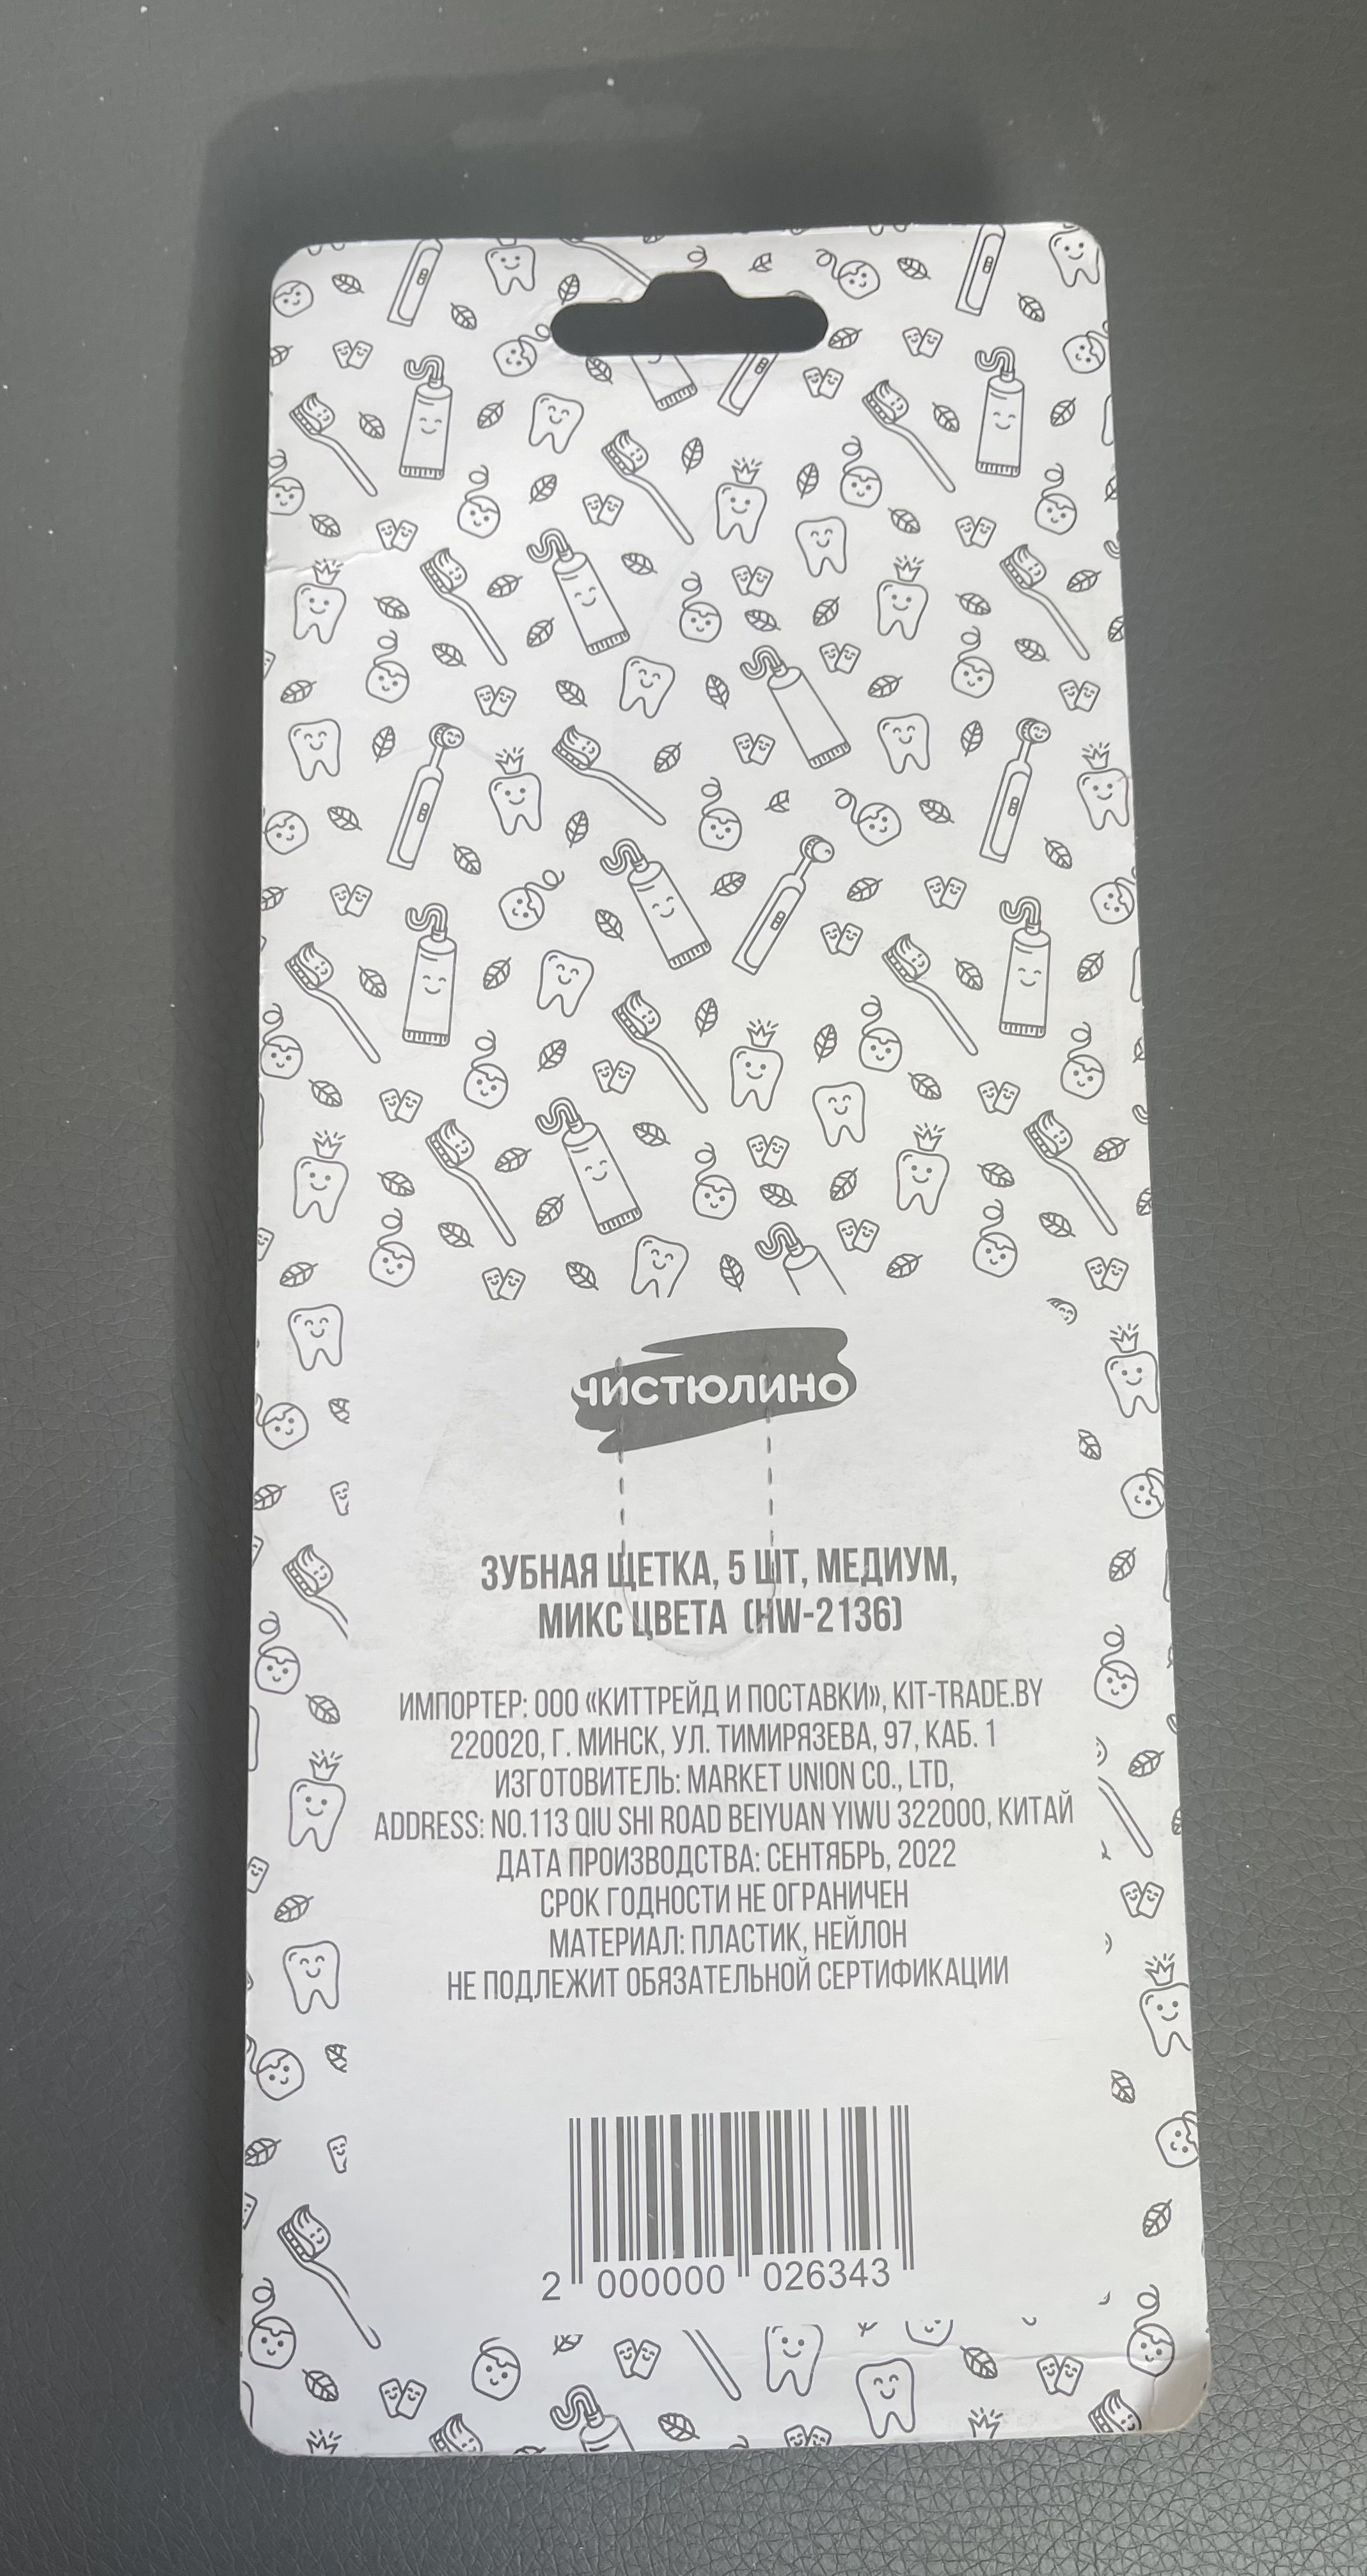 ЧИСТЮЛИНО
ЗУБНАЯ ЩЕТКА, 5 ШТ, МЕДИУМ,
МИКС ЦВЕТА (HW-2136)
ИМПОРТЕР: ООО «КИТТРЕЙД И ПОСТАВКИ», KIT-TRADE.BY
220020, Г. МИНСК, УЛ. ТИМИРЯЗЕВА, 97, КАБ. 1
ИЗГОТОВИТЕЛЬ: MARKET UNION CO., LTD,
ADDRESS: NO.113 QIU SHI ROAD BEIYUAN YIWU 322000, КИТАЙ
ДАТА ПРОИЗВОДСТВА: СЕНТЯБРЬ, 2022
СРОК ГОДНОСТИ НЕ ОГРАНИЧЕН
МАТЕРИАЛ: ПЛАСТИК, НЕЙЛОН
НЕ ПОДЛЕЖИТ ОБЯЗАТЕЛЬНОЙ СЕРТИФИКАЦИИ
2 000000 026343